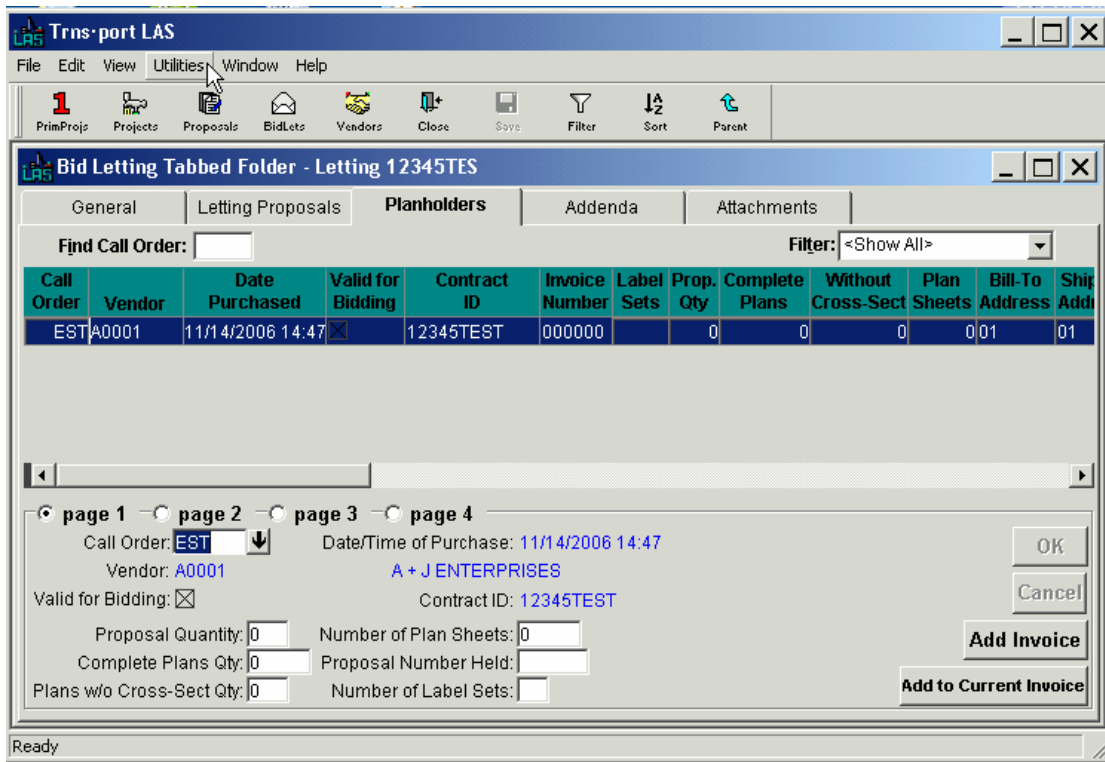 Trns·port LAS
File Edit View Utilities Window Help
1
PrimProjs Projects Proposals BidLets Vendors Close Save Filter Sort Parent
Bid Letting Tabbed Folder - Letting 12345TES
General Letting Proposals Planholders Addenda Attachments
Find Call Order: Filter: <Show All>
Call Order Vendor Date Purchased Valid for Bidding Contract ID Invoice Number Label Sets Prop. Qty Complete Plans Without Cross-Sect Plan Sheets Bill-To Address Ship Addr
EST A0001 11/14/2006 14:47 12345TEST 000000 0 0 0 0 01 01
page 1 page 2 page 3 page 4
Call Order: EST Date/Time of Purchase: 11/14/2006 14:47 OK
Vendor: A0001 A + J ENTERPRISES
Valid for Bidding: Contract ID: 12345TEST Cancel
Proposal Quantity: 0 Number of Plan Sheets: 0 Add Invoice
Complete Plans Qty: 0 Proposal Number Held:
Plans w/o Cross-Sect Qty: 0 Number of Label Sets: Add to Current Invoice
Ready